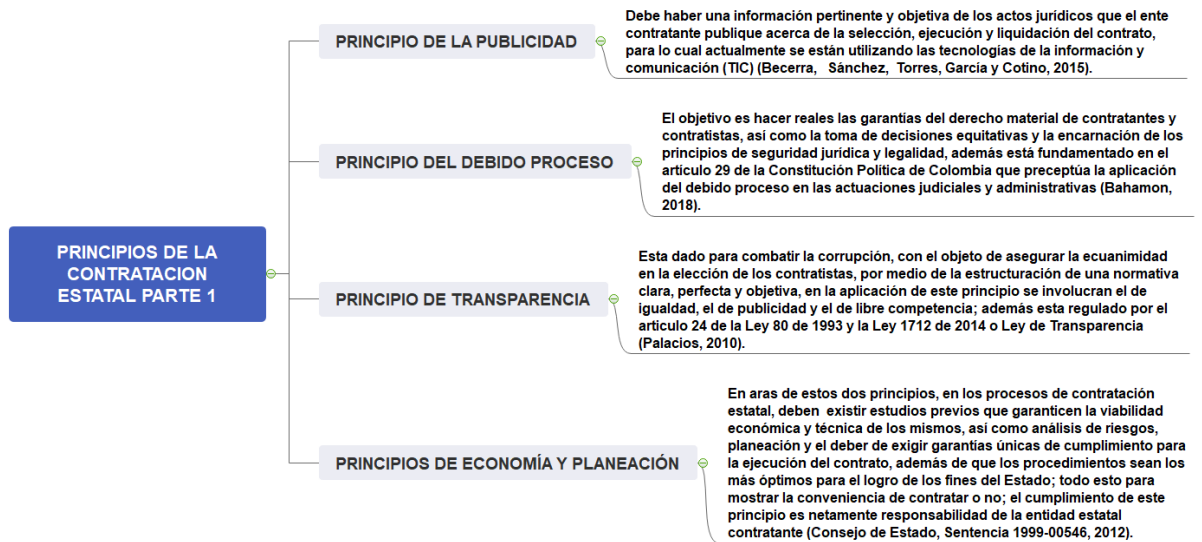 PRINCIPIOS DE LA
CONTRATACION
ESTATAL PARTE 1
PRINCIPIO DE LA PUBLICIDAD
Debe haber una información pertinente y objetiva de los actos jurídicos que el ente
contratante publique acerca de la selección, ejecución y liquidación del contrato,
para lo cual actualmente se están utilizando las tecnologías de la información y
comunicación (TIC) (Becerra, Sánchez, Torres, García y Cotino, 2015).
PRINCIPIO DEL DEBIDO PROCESO
El objetivo es hacer reales las garantías del derecho material de contratantes y
contratistas, así como la toma de decisiones equitativas y la encarnación de los
principios de seguridad jurídica y legalidad, además está fundamentado en el
artículo 29 de la Constitución Política de Colombia que preceptúa la aplicación
del debido proceso en las actuaciones judiciales y administrativas (Bahamon,
2018).
PRINCIPIO DE TRANSPARENCIA
Esta dado para combatir la corrupción, con el objeto de asegurar la ecuanimidad
en la elección de los contratistas, por medio de la estructuración de una normativa
clara, perfecta y objetiva, en la aplicación de este principio se involucran el de
igualdad, el de publicidad y el de libre competencia; además esta regulado por el
articulo 24 de la Ley 80 de 1993 y la Ley 1712 de 2014 o Ley de Transparencia
(Palacios, 2010).
PRINCIPIOS DE ECONOMÍA Y PLANEACIÓN
En aras de estos dos principios, en los procesos de contratación
estatal, deben existir estudios previos que garanticen la viabilidad
económica y técnica de los mismos, así como análisis de riesgos,
planeación y el deber de exigir garantías únicas de cumplimiento para
la ejecución del contrato, además de que los procedimientos sean los
más óptimos para el logro de los fines del Estado; todo esto para
mostrar la conveniencia de contratar o no; el cumplimiento de este
principio es netamente responsabilidad de la entidad estatal
contratante (Consejo de Estado, Sentencia 1999-00546, 2012).